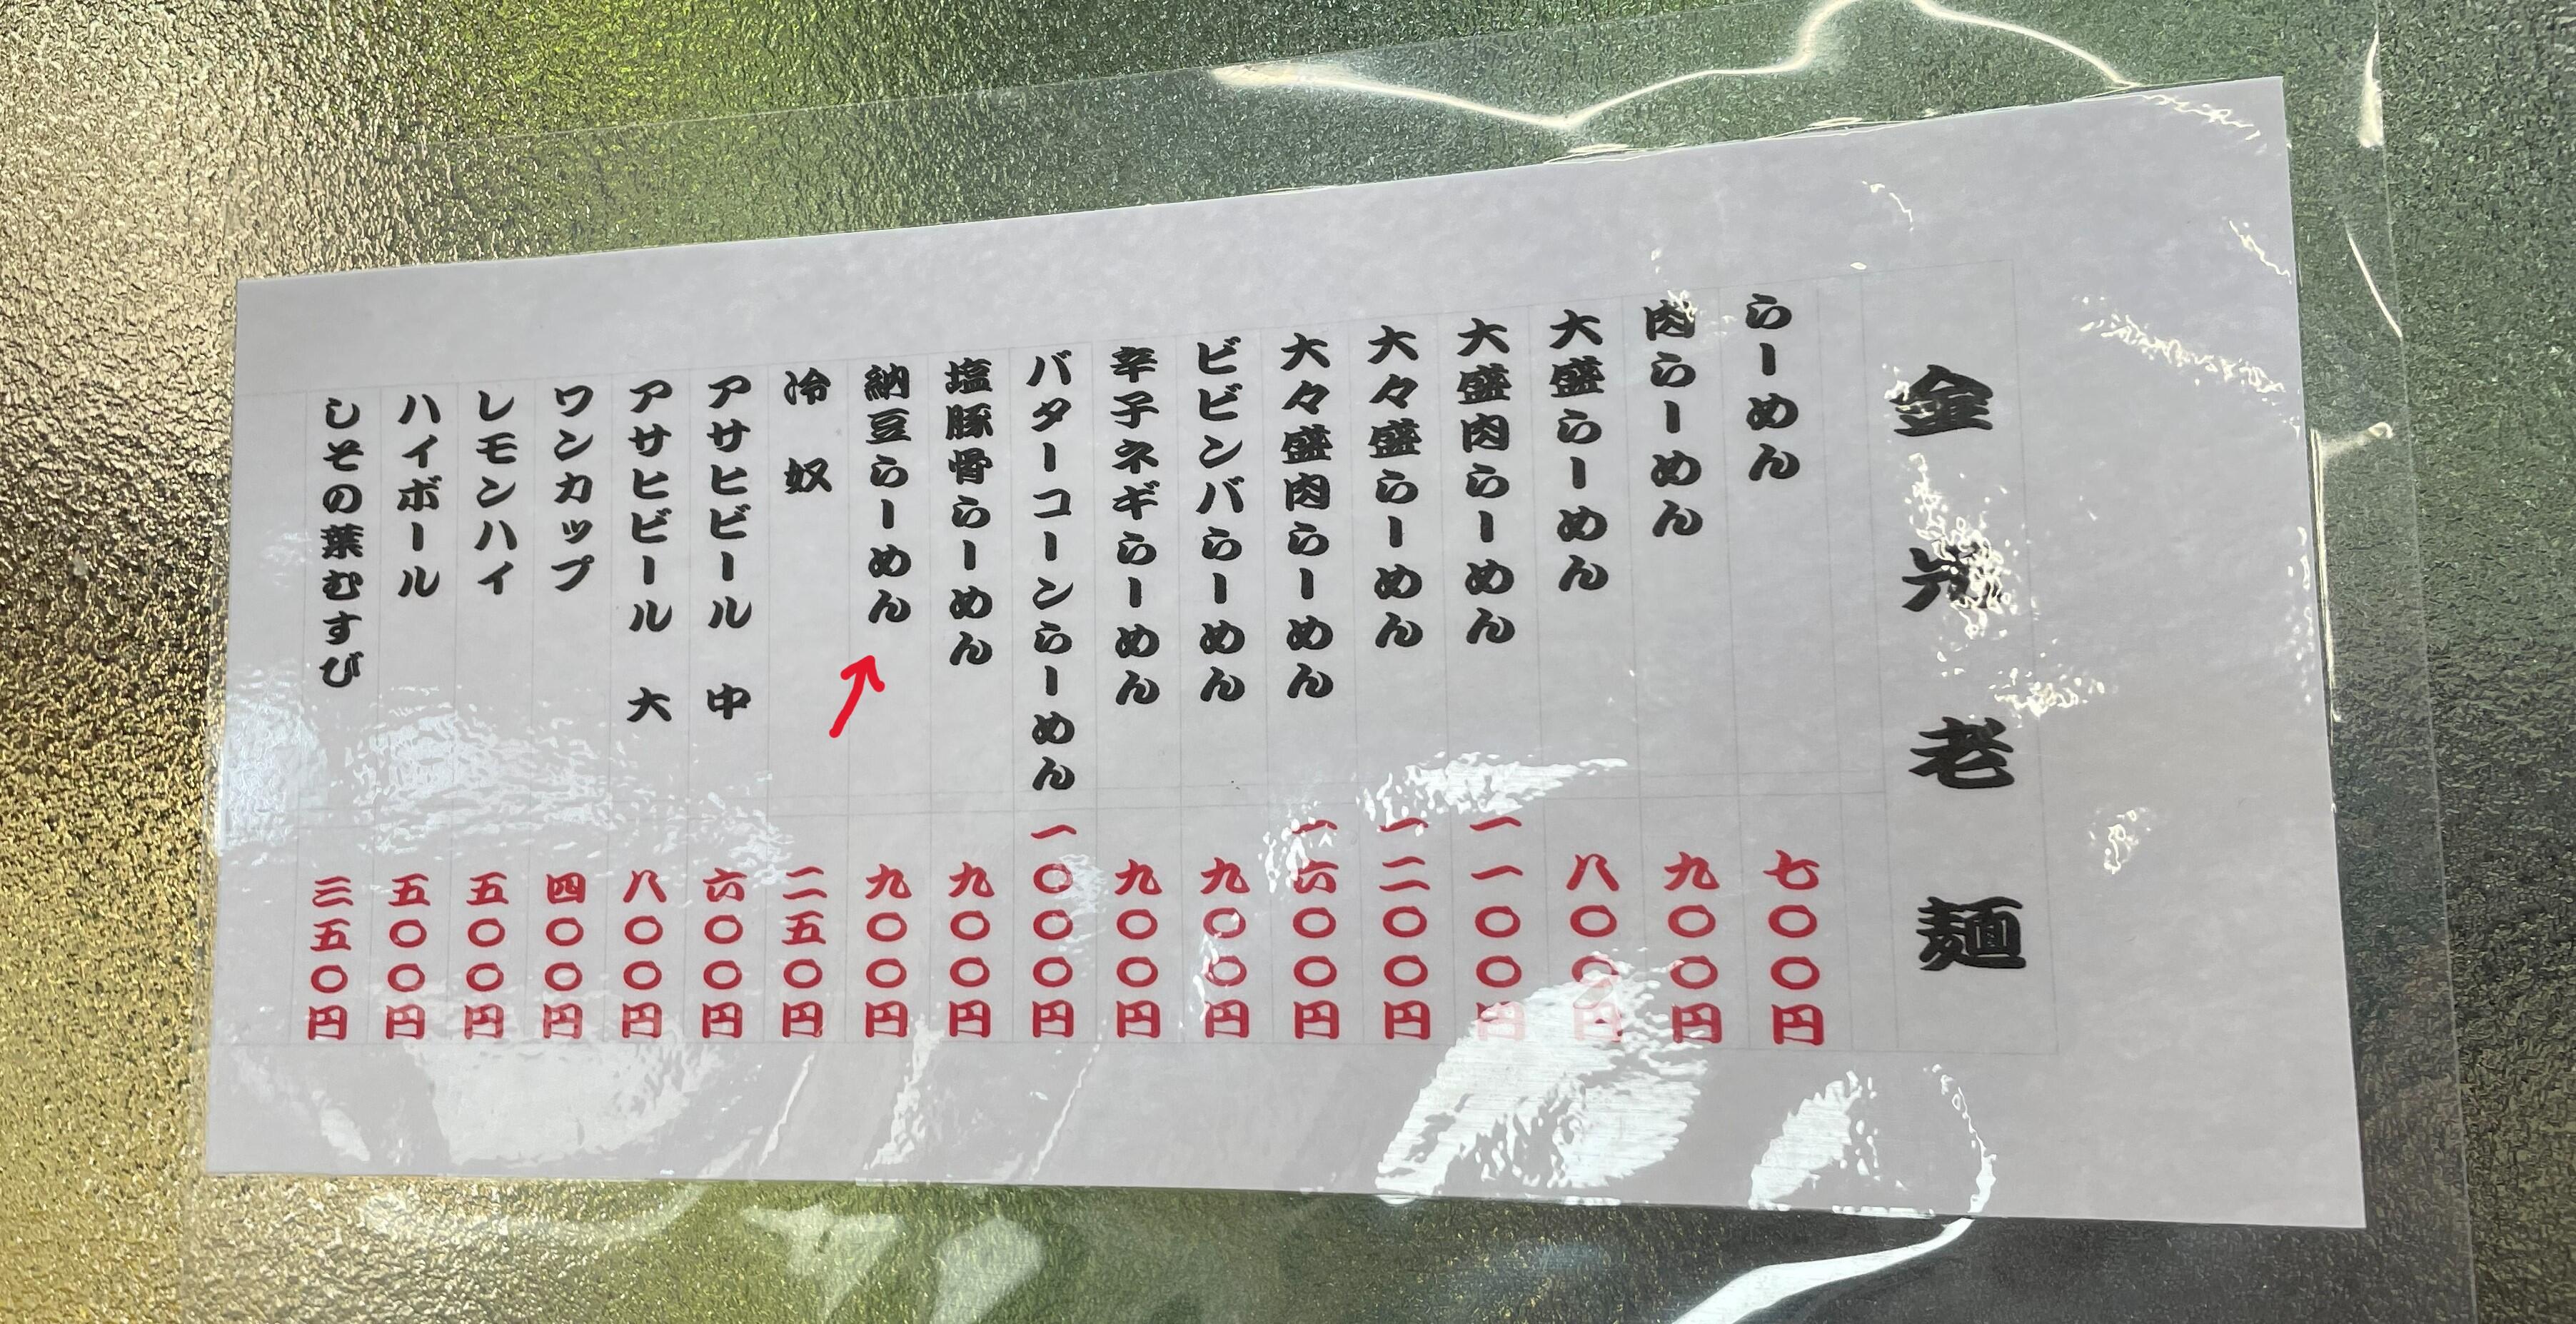 金 老麺
らーめん 七〇〇円
肉らーめん 九〇〇円
大盛らーめん 八〇〇円
大盛肉らーめん 一一〇〇円
大々盛らーめん 一二〇〇円
大々盛肉らーめん 一六〇〇円
ビビンバらーめん 九〇〇円
辛子ネギらーめん 九〇〇円
バターコーンらーめん 一〇〇〇円
塩豚骨らーめん 九〇〇円
納豆らーめん 九〇〇円
冷奴 二五〇円
アサヒビール 中 六〇〇円
アサヒビール 大 八〇〇円
ワンカップ 四〇〇円
レモンハイ 五〇〇円
ハイボール 五〇〇円
しその葉むすび 三五〇円